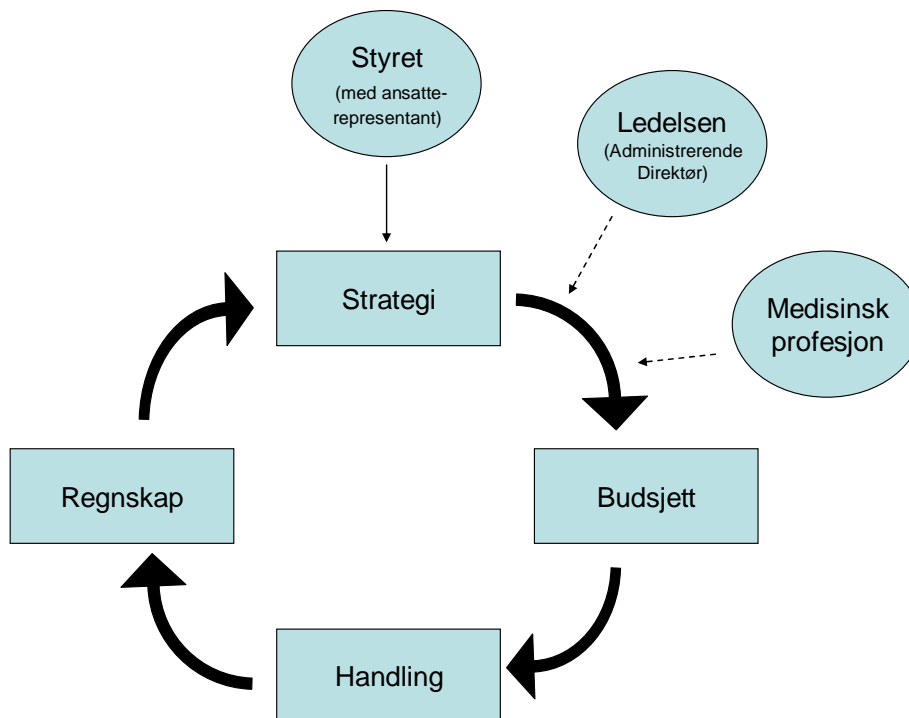 Styret
(med ansatte-
representant)
Ledelsen
(Administrerende
Direktør)
Strategi
Medisinsk
profesjon
Regnskap
Budsjett
Handling